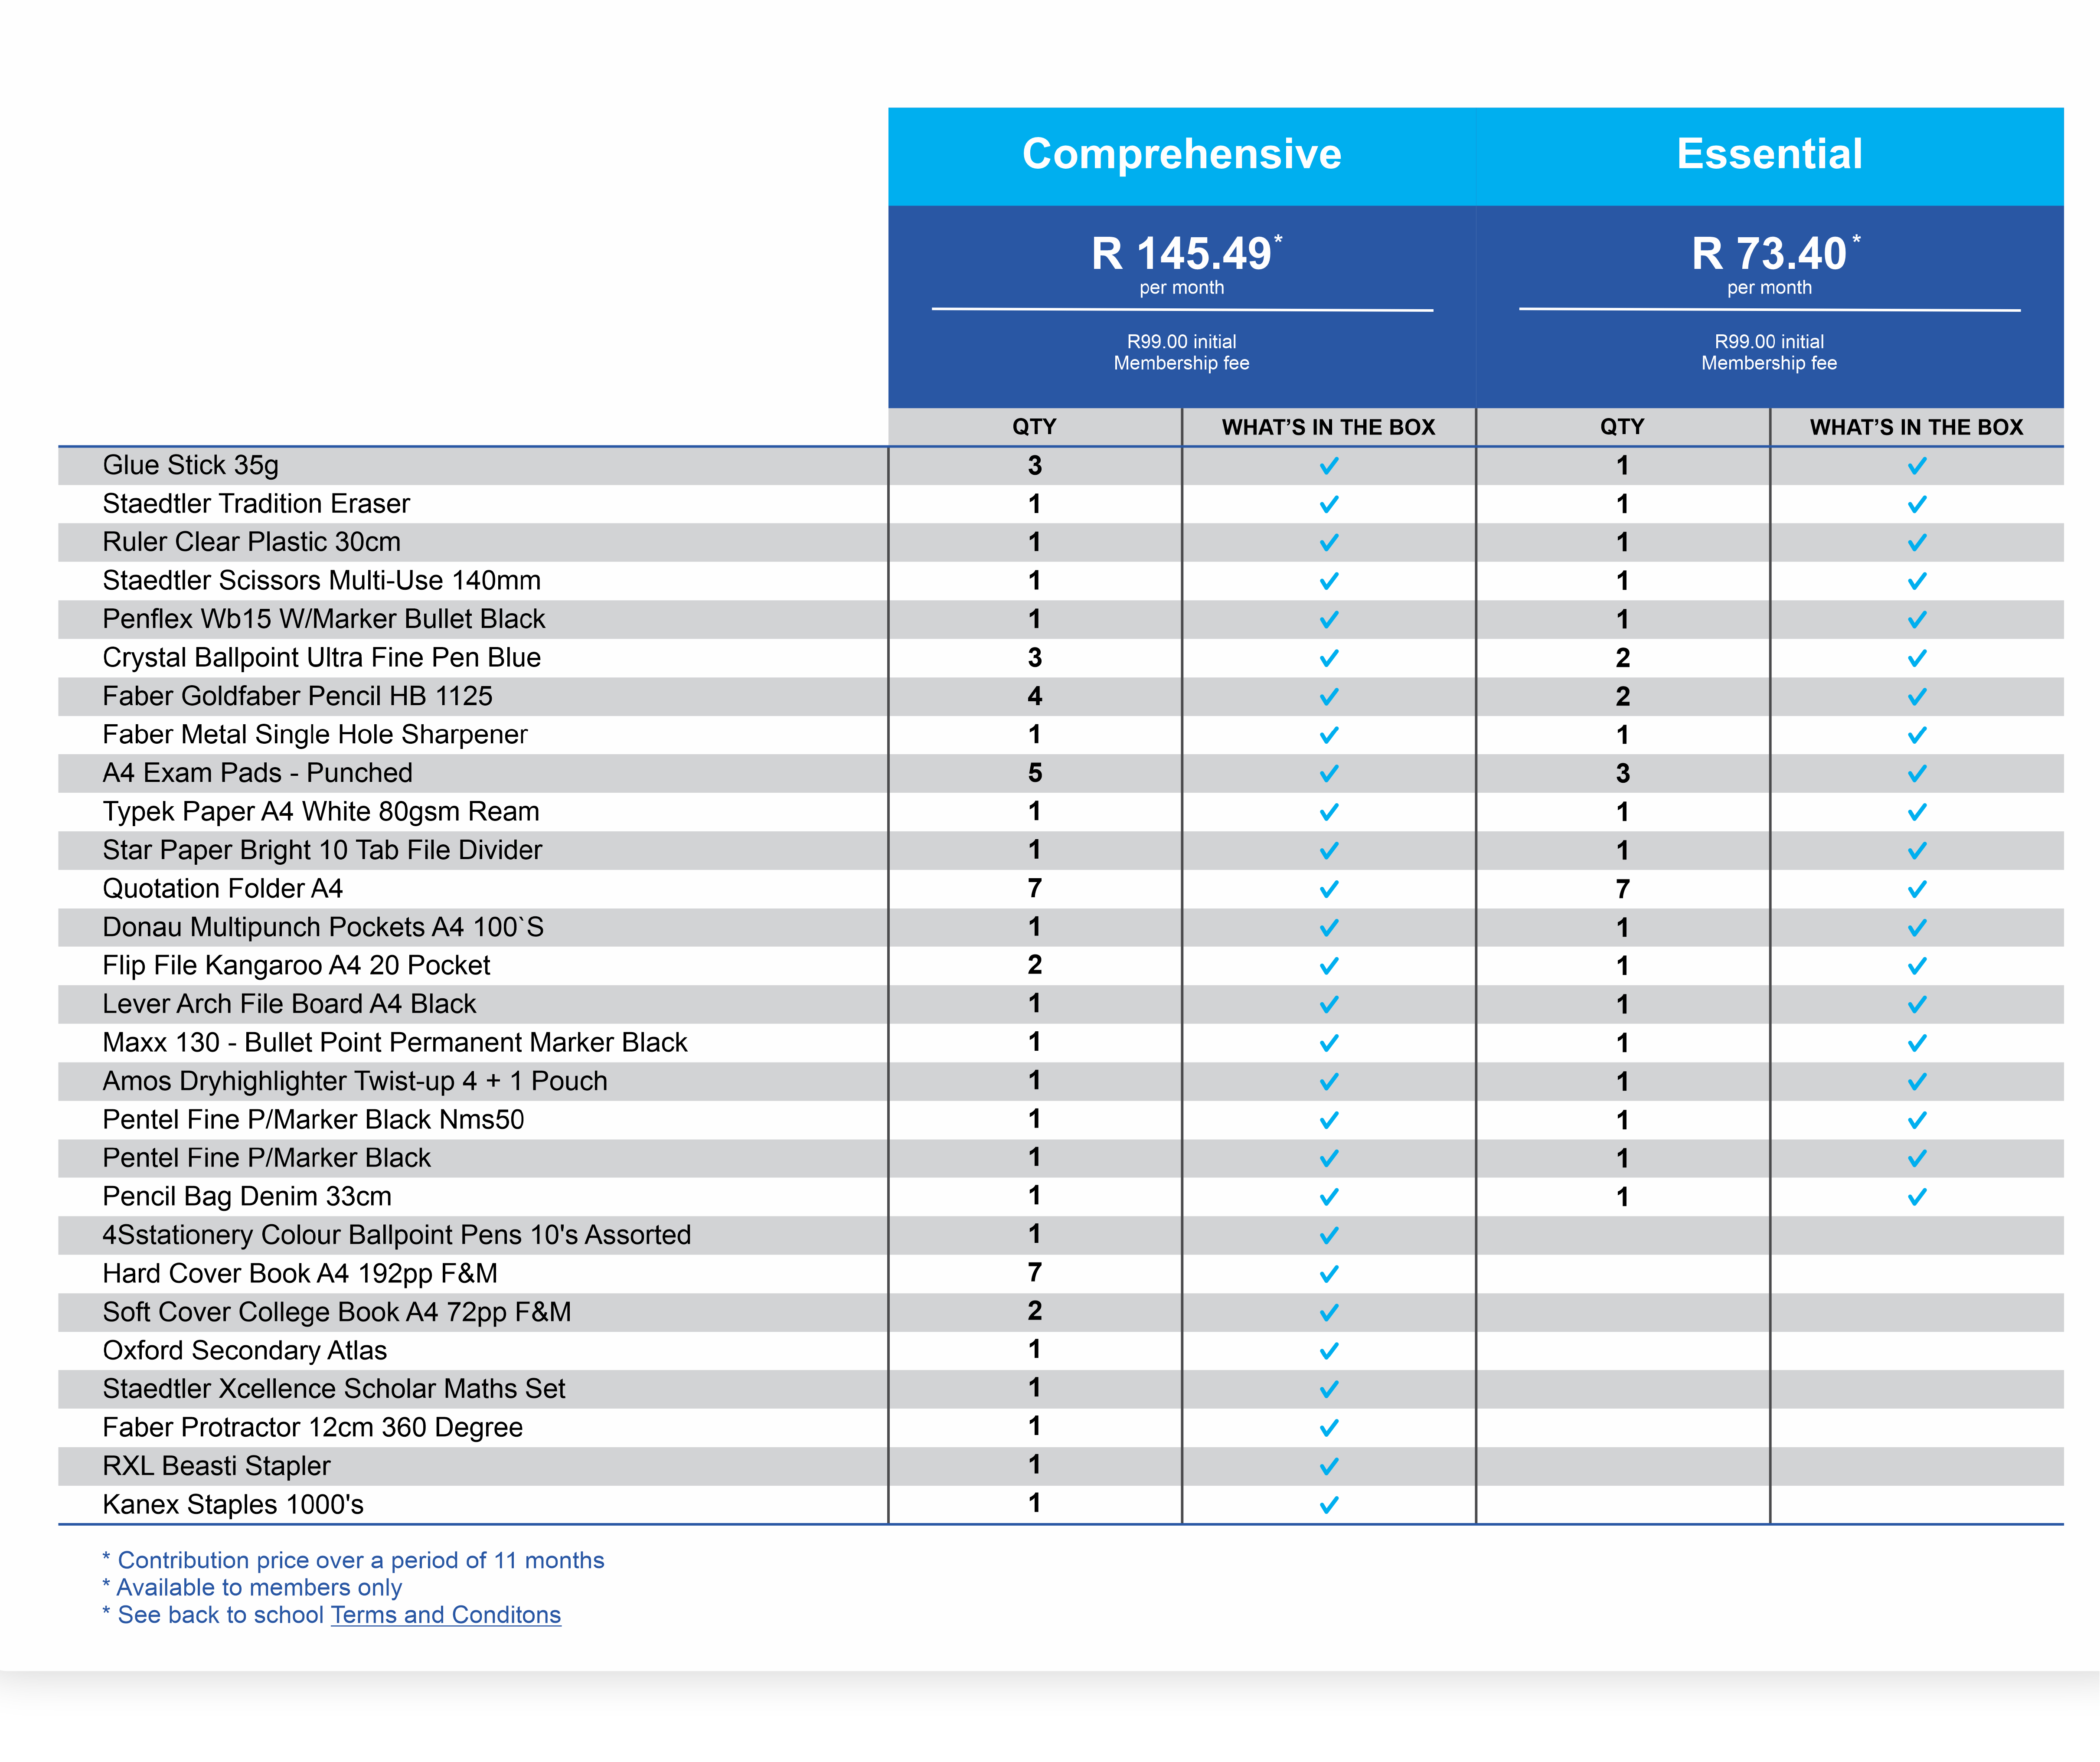 Comprehensive Essential
R 145.49* R 73.40*
per month per month
R99.00 initial R99.00 initial
Membership fee Membership fee
QTY WHAT'S IN THE BOX QTY WHAT'S IN THE BOX
Glue Stick 35g 3 ✓ 1 ✓
Staedtler Tradition Eraser 1 ✓ 1 ✓
Ruler Clear Plastic 30cm 1 ✓ 1 ✓
Staedtler Scissors Multi-Use 140mm 1 ✓ 1 ✓
Penflex Wb15 W/Marker Bullet Black 1 ✓ 1 ✓
Crystal Ballpoint Ultra Fine Pen Blue 3 ✓ 2 ✓
Faber Goldfaber Pencil HB 1125 4 ✓ 2 ✓
Faber Metal Single Hole Sharpener 1 ✓ 1 ✓
A4 Exam Pads - Punched 5 ✓ 3 ✓
Typek Paper A4 White 80gsm Ream 1 ✓ 1 ✓
Star Paper Bright 10 Tab File Divider 1 ✓ 1 ✓
Quotation Folder A4 7 ✓ 7 ✓
Donau Multipunch Pockets A4 100`S 1 ✓ 1 ✓
Flip File Kangaroo A4 20 Pocket 2 ✓ 1 ✓
Lever Arch File Board A4 Black 1 ✓ 1 ✓
Maxx 130 - Bullet Point Permanent Marker Black 1 ✓ 1 ✓
Amos Dryhighlighter Twist-up 4 + 1 Pouch 1 ✓ 1 ✓
Pentel Fine P/Marker Black Nms50 1 ✓ 1 ✓
Pentel Fine P/Marker Black 1 ✓ 1 ✓
Pencil Bag Denim 33cm 1 ✓ 1 ✓
4Sstationery Colour Ballpoint Pens 10's Assorted 1 ✓
Hard Cover Book A4 192pp F&M 7 ✓
Soft Cover College Book A4 72pp F&M 2 ✓
Oxford Secondary Atlas 1 ✓
Staedtler Xcellence Scholar Maths Set 1 ✓
Faber Protractor 12cm 360 Degree 1 ✓
RXL Beasti Stapler 1 ✓
Kanex Staples 1000's 1 ✓
* Contribution price over a period of 11 months
* Available to members only
* See back to school Terms and Conditons